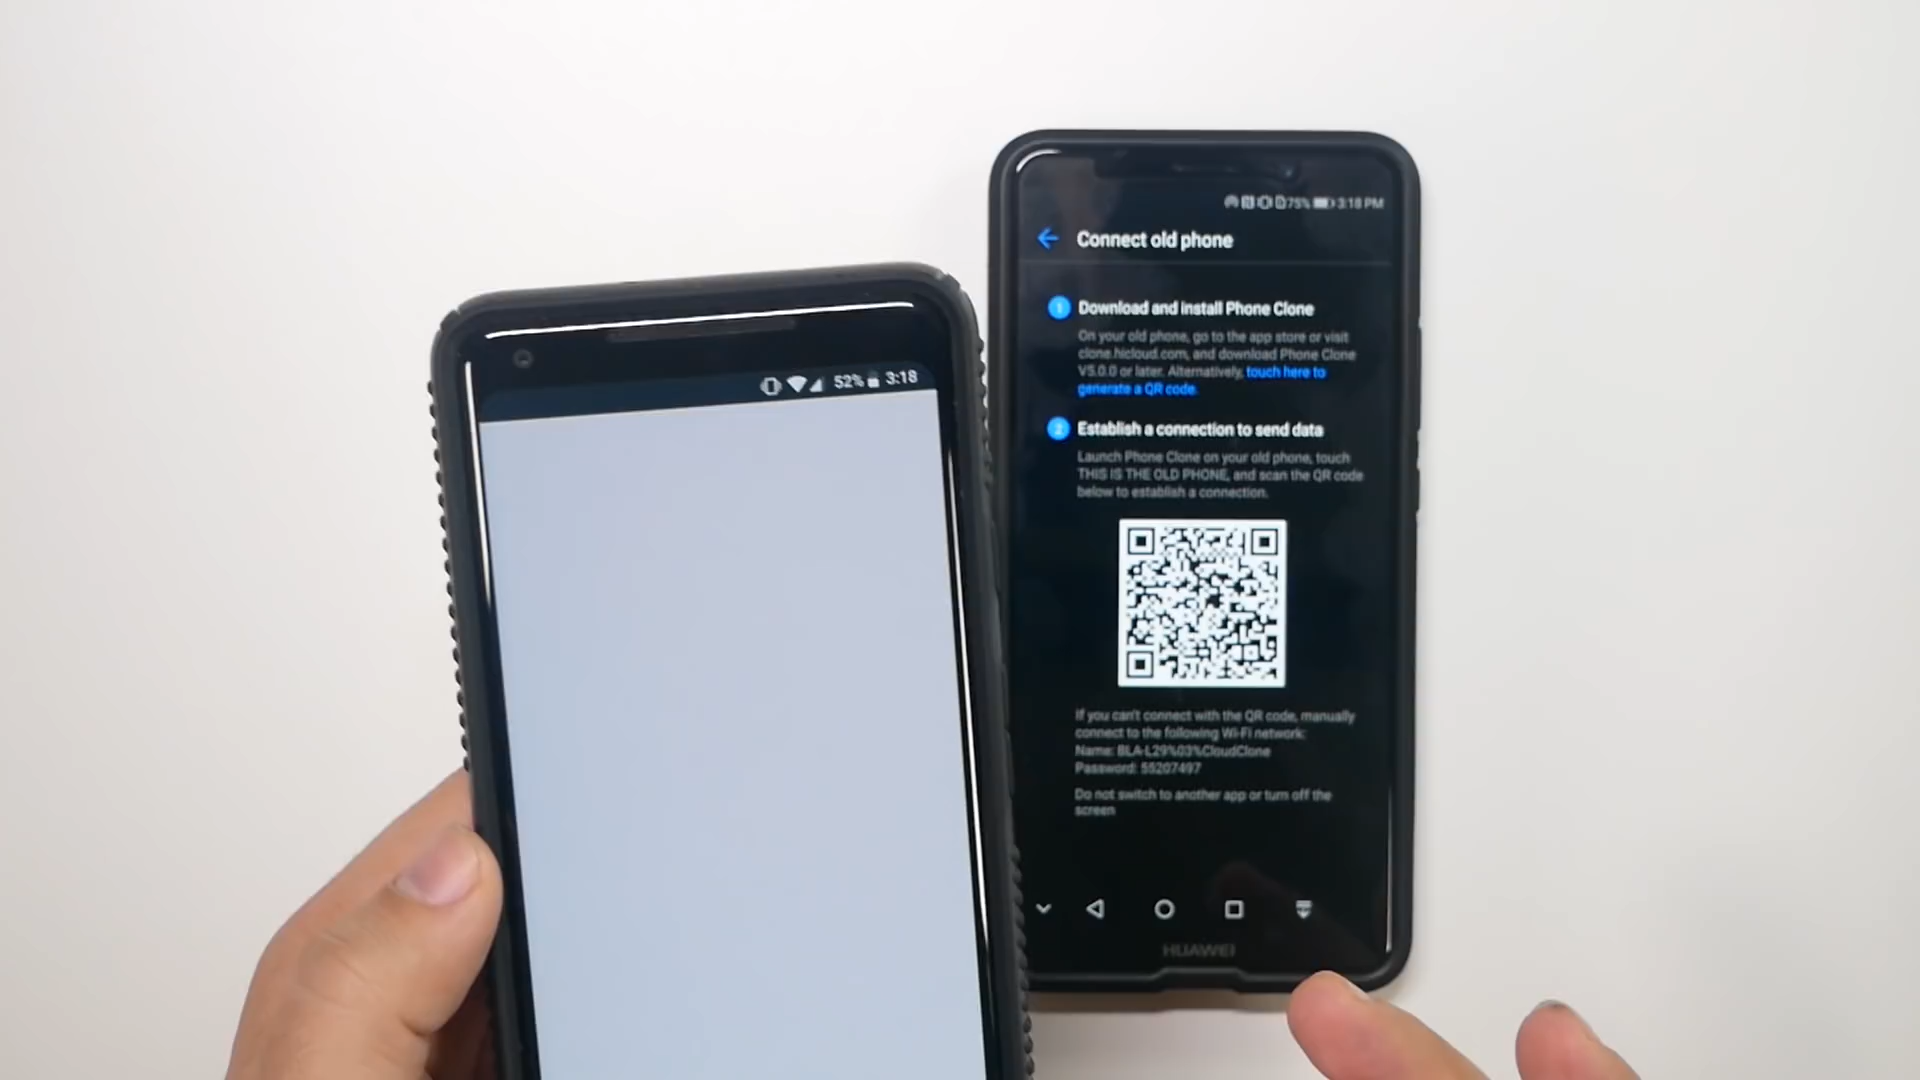 52% 3:18
75% 3:18 PM
Connect old phone
1 Download and install Phone Clone
On your old phone, go to the app store or visit
clone.hicloud.com, and download Phone Clone
V5.0.0 or later. Alternatively, touch here to
generate a QR code.
2 Establish a connection to send data
Launch Phone Clone on your old phone, touch
THIS IS THE OLD PHONE, and scan the QR code
below to establish a connection.
If you can't connect with the QR code, manually
connect to the following Wi-Fi network:
Name: BLA-L29%03%CloudClone
Password: 55207497
Do not switch to another app or turn off the
screen
HUAWEI